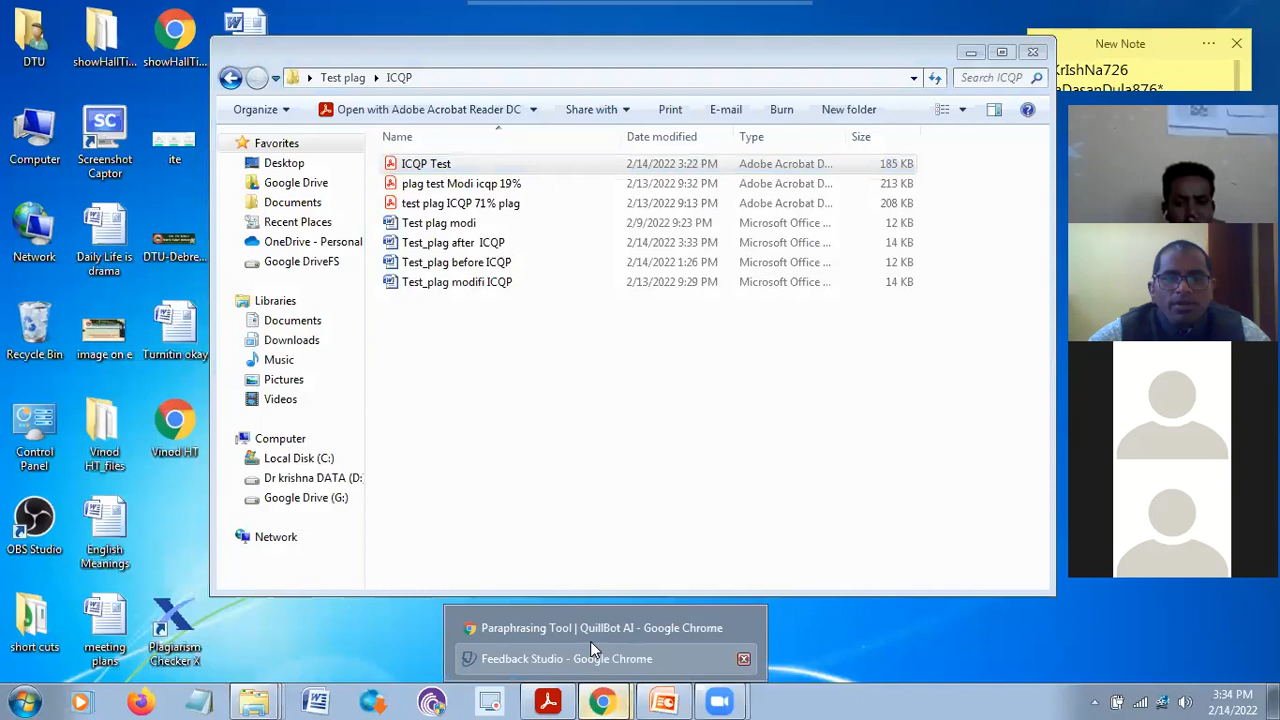 DTU
showHallTi...
showHallTi...
Computer
SC
Screenshot
Captor
ite
Network
Daily Life is
drama
DTU-Debre...
Recycle Bin
image on e
Turnitin okay
Control
Panel
Vinod
HT_files
Vinod HT
OBS Studio
English
Meanings
short cuts
meeting
plans
Plagiarism
Checker X
Test plag
ICQP
Search ICQP
Organize
Open with Adobe Acrobat Reader DC
Share with
Print
E-mail
Burn
New folder
Name
Date modified
Type
Size
Favorites
Desktop
Google Drive
Documents
Recent Places
OneDrive - Personal
Google DriveFS
Libraries
Documents
Downloads
Music
Pictures
Videos
Computer
Local Disk (C:)
Dr krishna DATA (D:
Google Drive (G:)
Network
ICQP Test 2/14/2022 3:22 PM Adobe Acrobat D... 185 KB
plag test Modi icqp 19% 2/13/2022 9:32 PM Adobe Acrobat D... 213 KB
test plag ICQP 71% plag 2/13/2022 9:13 PM Adobe Acrobat D... 208 KB
Test plag modi 2/9/2022 9:23 PM Microsoft Office ... 12 KB
Test_plag after ICQP 2/14/2022 3:33 PM Microsoft Office ... 14 KB
Test_plag before ICQP 2/14/2022 1:26 PM Microsoft Office ... 12 KB
Test_plag modifi ICQP 2/13/2022 9:29 PM Microsoft Office ... 14 KB
New Note
KrIshNa726
aDasanDula876*
Paraphrasing Tool | QuillBot AI - Google Chrome
Feedback Studio - Google Chrome
3:34 PM
2/14/2022